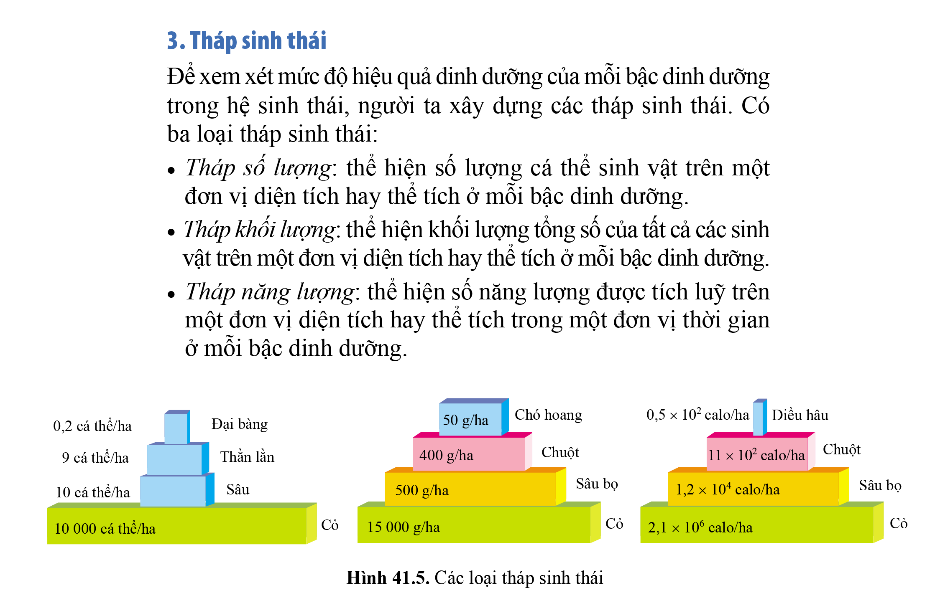 3. Tháp sinh thái
Để xem xét mức độ hiệu quả dinh dưỡng của mỗi bậc dinh dưỡng
trong hệ sinh thái, người ta xây dựng các tháp sinh thái. Có
ba loại tháp sinh thái:
• Tháp số lượng: thể hiện số lượng cá thể sinh vật trên một
đơn vị diện tích hay thể tích ở mỗi bậc dinh dưỡng.
• Tháp khối lượng: thể hiện khối lượng tổng số của tất cả các sinh
vật trên một đơn vị diện tích hay thể tích ở mỗi bậc dinh dưỡng.
• Tháp năng lượng: thể hiện số năng lượng được tích luỹ trên
một đơn vị diện tích hay thể tích trong một đơn vị thời gian
ở mỗi bậc dinh dưỡng.
0,2 cá thể/ha Đại bàng
9 cá thể/ha Thằn lằn
10 cá thể/ha Sâu
10 000 cá thể/ha Cỏ
50 g/ha Chó hoang
400 g/ha Chuột
500 g/ha Sâu bọ
15 000 g/ha Cỏ
0,5 × 10² calo/ha Diều hâu
11 × 10² calo/ha Chuột
1,2 × 10⁴ calo/ha Sâu bọ
2,1 × 10⁶ calo/ha Cỏ
Hình 41.5. Các loại tháp sinh thái